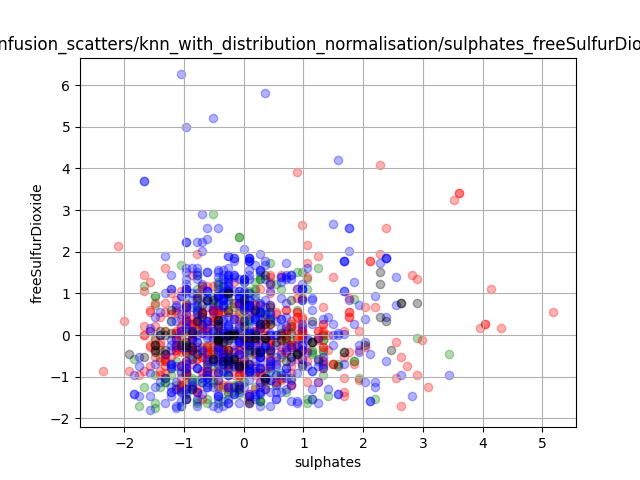 nfusion_scatters/knn_with_distribution_normalisation/sulphates_freeSulfurDio
6
5
4
3
2
1
0
−1
−2
freeSulfurDioxide
−2 −1 0 1 2 3 4 5
sulphates